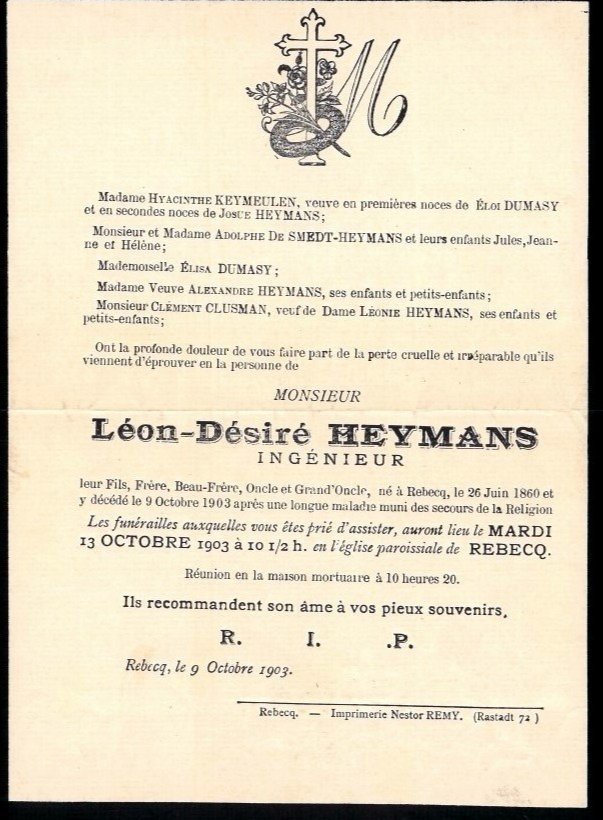 M
Madame HYACINTHE KEYMEULEN, veuve en premières noces de ÉLOI DUMASY
et en secondes noces de JOSUE HEYMANS;
Monsieur et Madame ADOLPHE DE SMEDT-HEYMANS et leurs enfants Jules, Jean-
ne et Hélène;
Mademoiselle ÉLISA DUMASY;
Madame Veuve ALEXANDRE HEYMANS, ses enfants et petits-enfants;
Monsieur CLÉMENT CLUSMAN, veuf de Dame LÉONIE HEYMANS, ses enfants et
petits-enfants;
Ont la profonde douleur de vous faire part de la perte cruelle et irréparable qu'ils
viennent d'éprouver en la personne de
MONSIEUR
Léon-Désiré HEYMANS
INGÉNIEUR
leur Fils, Frère, Beau-Frère, Oncle et Grand'Oncle, né à Rebecq, le 26 Juin 1860 et
y décédé le 9 Octobre 1903 après une longue maladie muni des secours de la Religion
Les funérailles auxquelles vous êtes prié d'assister, auront lieu le MARDI
13 OCTOBRE 1903 à 10 1/2 h. en l'église paroissiale de REBECQ.
Réunion en la maison mortuaire à 10 heures 20.
Ils recommandent son âme à vos pieux souvenirs.
R. I. .P.
Rebecq, le 9 Octobre 1903.
Rebecq. — Imprimerie Nestor REMY. (Rastadt 72)